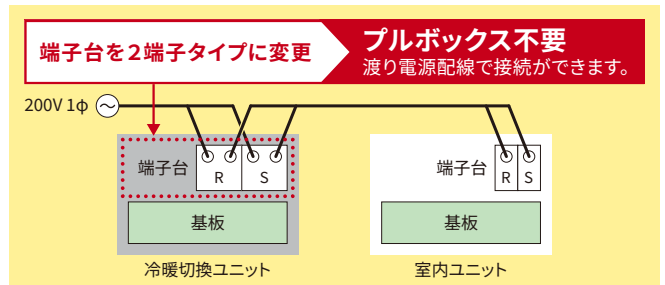 端子台を2端子タイプに変更
プルボックス不要
渡り電源配線で接続ができます。
200V 1φ
端子台
R
S
端子台
R
S
基板
基板
冷暖切換ユニット
室内ユニット